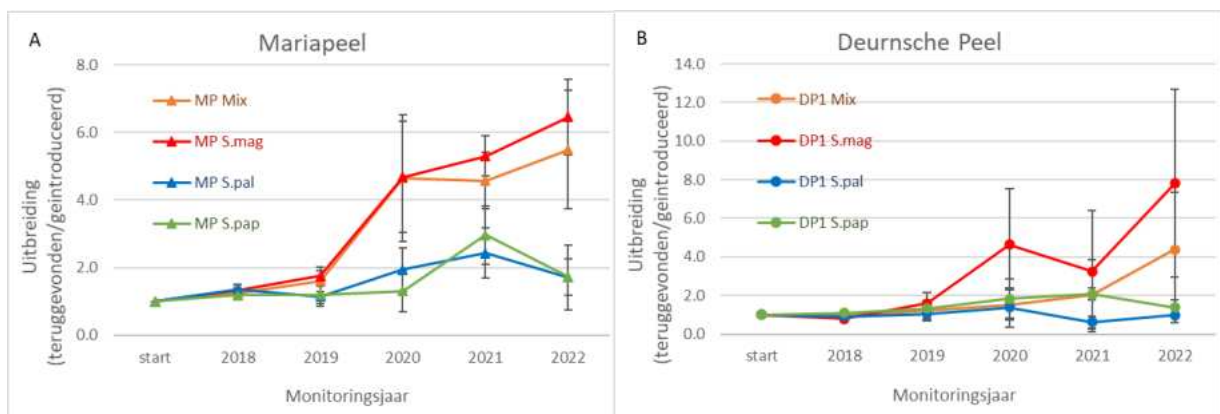 A
Mariapeel
Uitbreiding
(teruggevonden/geintroduceerd)
8.0
6.0
4.0
2.0
0.0
MP Mix
MP S.mag
MP S.pal
MP S.pap
start 2018 2019 2020 2021 2022
Monitoringsjaar
B
Deurnsche Peel
Uitbreiding
(teruggevonden/geintroduceerd)
14.0
12.0
10.0
8.0
6.0
4.0
2.0
0.0
DP1 Mix
DP1 S.mag
DP1 S.pal
DP1 S.pap
start 2018 2019 2020 2021 2022
Monitoringsjaar